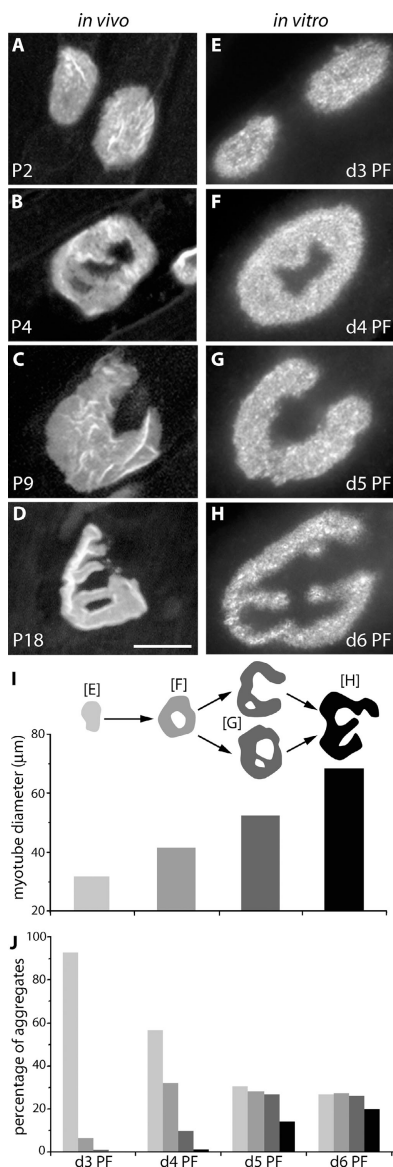 in vivo in vitro
A E
P2 d3 PF
B F
P4 d4 PF
C G
P9 d5 PF
D H
P18 d6 PF
I [E] [F] [G] [H]
80
60
40
20
mototube diameter (μm)
J
100
80
60
40
20
0
percentage of aggregates
d3 PF d4 PF d5 PF d6 PF